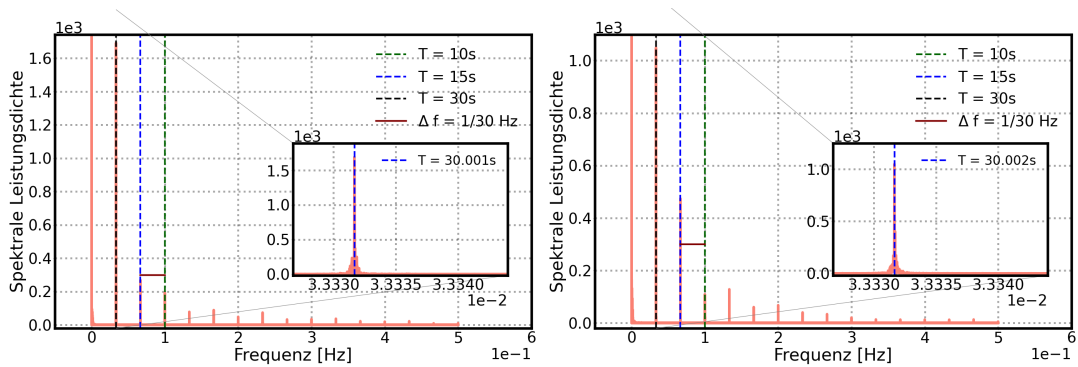 1e3
Spektrale Leistungsdichte
1.6
1.4
1.2
1.0
0.8
0.6
0.4
0.2
0.0
T = 10s
T = 15s
T = 30s
Δ f = 1/30 Hz
1e3
T = 30.001s
1.5
1.0
0.5
0.0
3.3330 3.3335 3.3340
1e−2
0 1 2 3 4 5 6
Frequenz [Hz]
1e−1
1e3
Spektrale Leistungsdichte
1.0
0.8
0.6
0.4
0.2
0.0
T = 10s
T = 15s
T = 30s
Δ f = 1/30 Hz
1e3
T = 30.002s
1.0
0.5
0.0
3.3330 3.3335 3.3340
1e−2
0 1 2 3 4 5 6
Frequenz [Hz]
1e−1